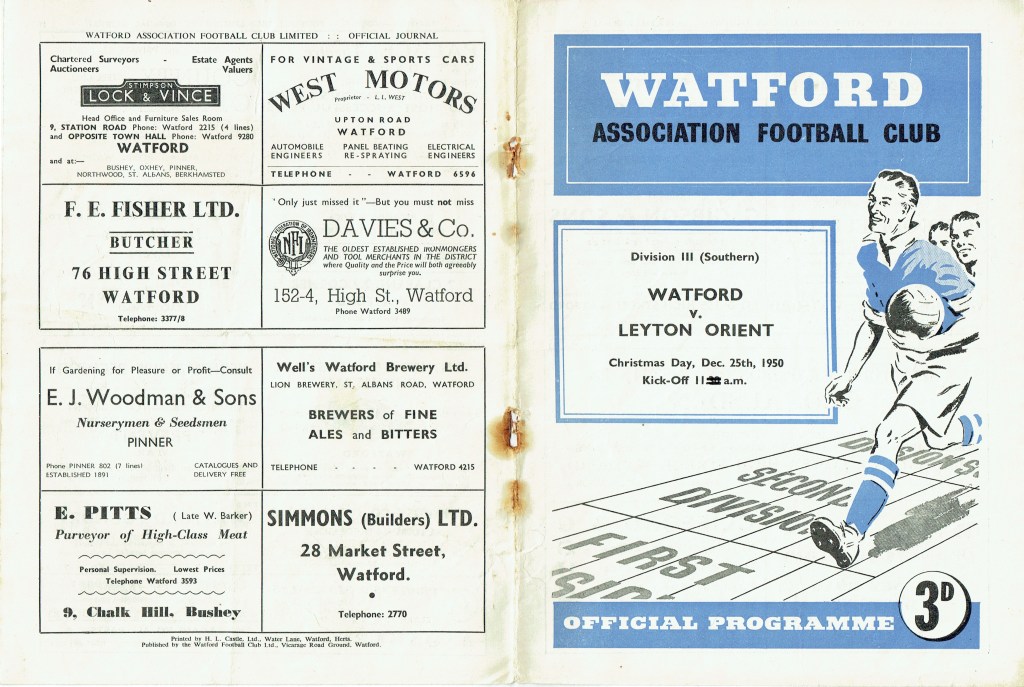 WATFORD ASSOCIATION FOOTBALL CLUB LIMITED : : OFFICIAL JOURNAL
Chartered Surveyors - Estate Agents
Auctioneers Valuers
STIMPSON
LOCK & VINCE
Head Office and Furniture Sales Room
9, STATION ROAD Phone: Watford 2215 (4 lines)
and OPPOSITE TOWN HALL Phone: Watford 9280
WATFORD
and at:—
BUSHEY, OXHEY, PINNER,
NORTHWOOD, ST. ALBANS, BERKHAMSTED
FOR VINTAGE & SPORTS CARS
WEST MOTORS
Proprietor - L. J. WEST
UPTON ROAD
WATFORD
AUTOMOBILE PANEL BEATING ELECTRICAL
ENGINEERS RE-SPRAYING ENGINEERS
TELEPHONE - - WATFORD 6596
F. E. FISHER LTD.
BUTCHER
76 HIGH STREET
WATFORD
Telephone: 3377/8
'Only just missed it"—But you must not miss
DAVIES & Co.
THE OLDEST ESTABLISHED IRONMONGERS
AND TOOL MERCHANTS IN THE DISTRICT
where Quality and the Price will both agreeably
surprise you.
152-4, High St., Watford
Phone Watford 3489
If Gardening for Pleasure or Profit—Consult
E. J. Woodman & Sons
Nurserymen & Seedsmen
PINNER
Phone PINNER 802 (7 lines) CATALOGUES AND
ESTABLISHED 1891 DELIVERY FREE
Well's Watford Brewery Ltd.
LION BREWERY, ST. ALBANS ROAD, WATFORD
BREWERS of FINE
ALES and BITTERS
TELEPHONE - - - - WATFORD 4215
E. PITTS (Late W. Barker)
Purveyor of High-Class Meat
Personal Supervision. Lowest Prices
Telephone Watford 3593
9, Chalk Hill, Bushey
SIMMONS (Builders) LTD.
28 Market Street,
Watford.
Telephone: 2770
Printed by H. L. Castle, Ltd., Water Lane, Watford, Herts.
Published by the Watford Football Club Ltd., Vicarage Road Ground, Watford.
WATFORD
ASSOCIATION FOOTBALL CLUB
Division III (Southern)
WATFORD
v.
LEYTON ORIENT
Christmas Day, Dec. 25th, 1950
Kick-Off 11 a.m.
DIVISIONS
SECOND
DIVISION
FIRST
3D
OFFICIAL PROGRAMME